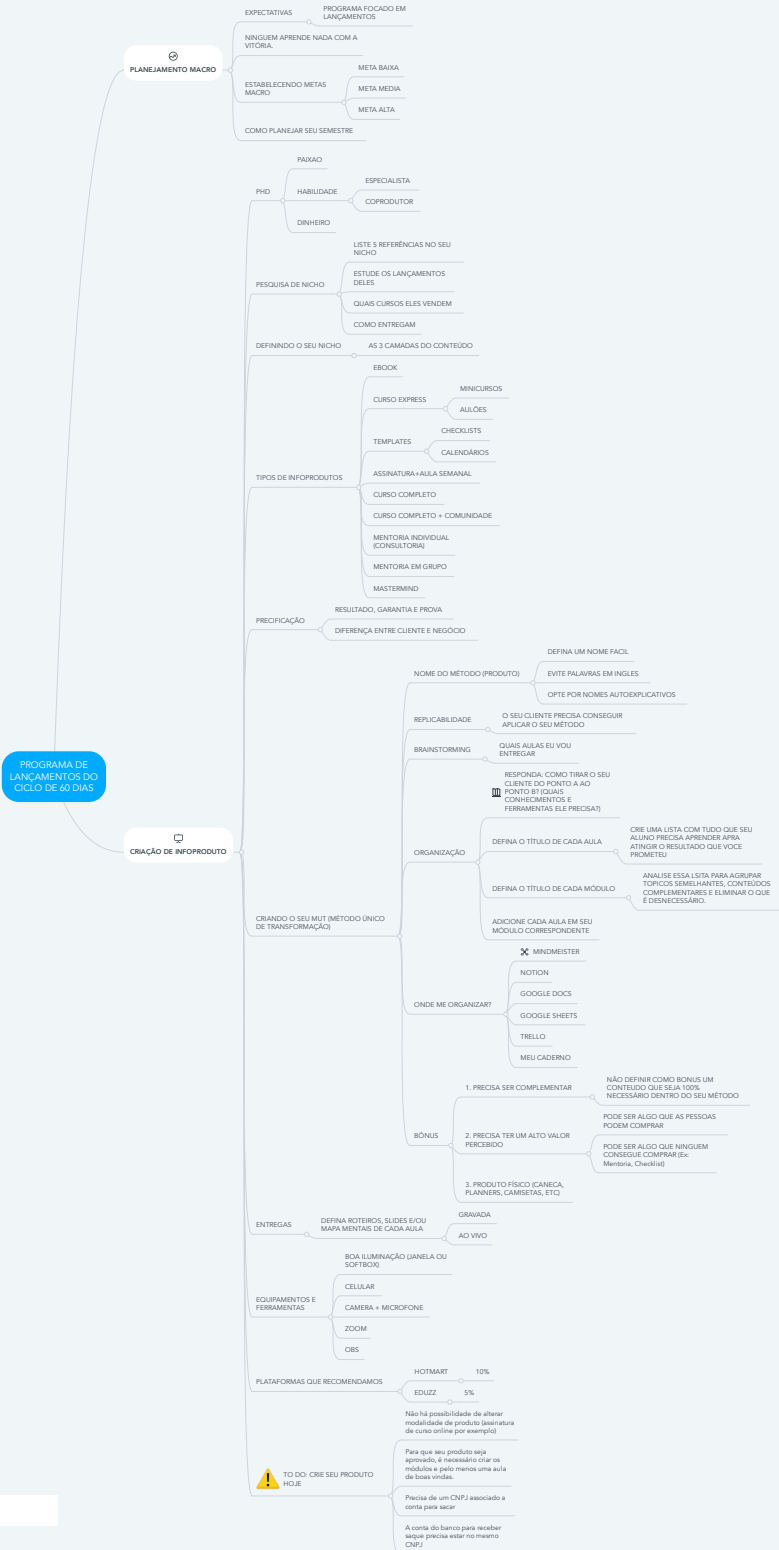 PROGRAMA DE
LANÇAMENTOS DO
CICLO DE 60 DIAS
PLANEJAMENTO MACRO
EXPECTATIVAS
PROGRAMA FOCADO EM
LANÇAMENTOS
NINGUEM APRENDE NADA COM A
VITÓRIA.
ESTABELECENDO METAS
MACRO
META BAIXA
META MEDIA
META ALTA
COMO PLANEJAR SEU SEMESTRE
CRIAÇÃO DE INFOPRODUTO
PHD
PAIXAO
HABILIDADE
ESPECIALISTA
COPRODUTOR
DINHEIRO
PESQUISA DE NICHO
LISTE 5 REFERÊNCIAS NO SEU
NICHO
ESTUDE OS LANÇAMENTOS
DELES
QUAIS CURSOS ELES VENDEM
COMO ENTREGAM
DEFININDO O SEU NICHO
AS 3 CAMADAS DO CONTEÚDO
TIPOS DE INFOPRODUTOS
EBOOK
CURSO EXPRESS
MINICURSOS
AULÕES
TEMPLATES
CHECKLISTS
CALENDÁRIOS
ASSINATURA+AULA SEMANAL
CURSO COMPLETO
CURSO COMPLETO + COMUNIDADE
MENTORIA INDIVIDUAL
(CONSULTORIA)
MENTORIA EM GRUPO
MASTERMIND
PRECIFICAÇÃO
RESULTADO, GARANTIA E PROVA
DIFERENÇA ENTRE CLIENTE E NEGÓCIO
CRIANDO O SEU MUT (MÉTODO ÚNICO
DE TRANSFORMAÇÃO)
NOME DO MÉTODO (PRODUTO)
DEFINA UM NOME FACIL
EVITE PALAVRAS EM INGLES
OPTE POR NOMES AUTOEXPLICATIVOS
REPLICABILIDADE
O SEU CLIENTE PRECISA CONSEGUIR
APLICAR O SEU MÉTODO
BRAINSTORMING
QUAIS AULAS EU VOU
ENTREGAR
ORGANIZAÇÃO
RESPONDA: COMO TIRAR O SEU
CLIENTE DO PONTO A AO
PONTO B? (QUAIS
CONHECIMENTOS E
FERRAMENTAS ELE PRECISA?)
DEFINA O TÍTULO DE CADA AULA
CRIE UMA LISTA COM TUDO QUE SEU
ALUNO PRECISA APRENDER APRA
ATINGIR O RESULTADO QUE VOCE
PROMETEU
DEFINA O TÍTULO DE CADA MÓDULO
ANALISE ESSA LSITA PARA AGRUPAR
TOPICOS SEMELHANTES, CONTEÚDOS
COMPLEMENTARES E ELIMINAR O QUE
É DESNECESSÁRIO.
ADICIONE CADA AULA EM SEU
MÓDULO CORRESPONDENTE
ONDE ME ORGANIZAR?
MINDMEISTER
NOTION
GOOGLE DOCS
GOOGLE SHEETS
TRELLO
MEU CADERNO
BÔNUS
1. PRECISA SER COMPLEMENTAR
NÃO DEFINIR COMO BONUS UM
CONTEUDO QUE SEJA 100%
NECESSÁRIO DENTRO DO SEU MÉTODO
2. PRECISA TER UM ALTO VALOR
PERCEBIDO
PODE SER ALGO QUE AS PESSOAS
PODEM COMPRAR
PODE SER ALGO QUE NINGUEM
CONSEGUE COMPRAR (Ex:
Mentoria, Checklist)
3. PRODUTO FÍSICO (CANECA,
PLANNERS, CAMISETAS, ETC)
ENTREGAS
DEFINA ROTEIROS, SLIDES E/OU
MAPA MENTAIS DE CADA AULA
GRAVADA
AO VIVO
EQUIPAMENTOS E
FERRAMENTAS
BOA ILUMINAÇÃO (JANELA OU
SOFTBOX)
CELULAR
CAMERA + MICROFONE
ZOOM
OBS
PLATAFORMAS QUE RECOMENDAMOS
HOTMART
10%
EDUZZ
5%
TO DO: CRIE SEU PRODUTO
HOJE
Não há possibilidade de alterar
modalidade de produto (assinatura
de curso online por exemplo)
Para que seu produto seja
aprovado, é necessário criar os
módulos e pelo menos uma aula
de boas vindas.
Precisa de um CNPJ associado a
conta para sacar
A conta do banco para receber
saque precisa estar no mesmo
CNPJ